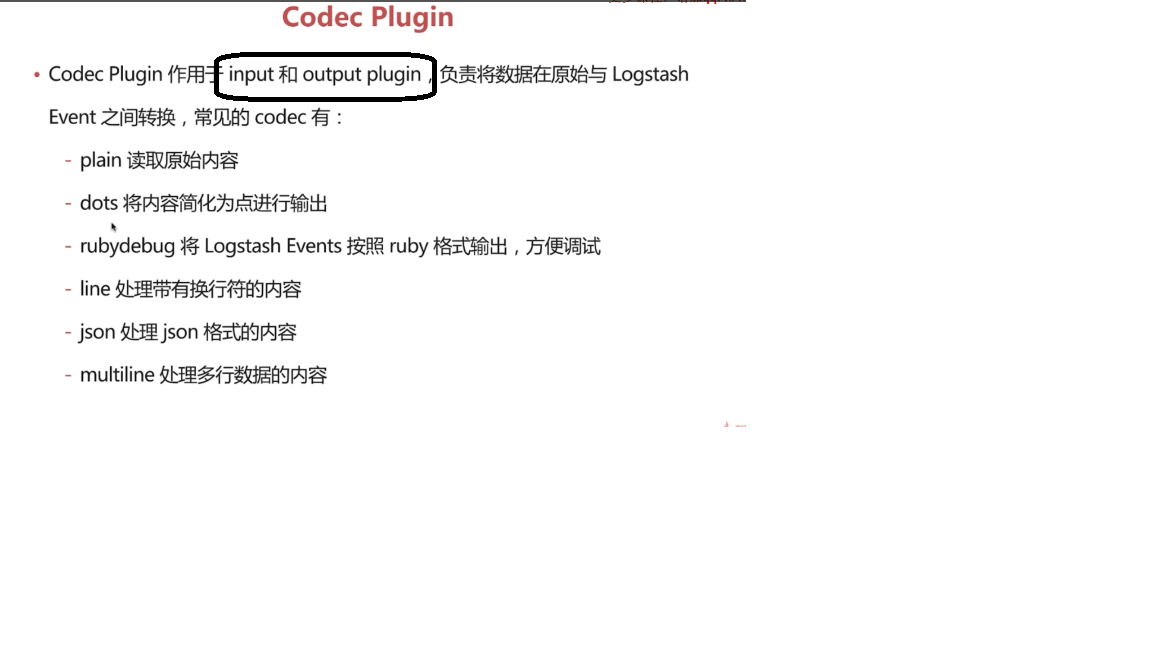 Codec Plugin
• Codec Plugin 作用于 input 和 output plugin，负责将数据在原始与 Logstash
Event 之间转换，常见的 codec 有：
- plain 读取原始内容
- dots 将内容简化为点进行输出
- rubydebug 将 Logstash Events 按照 ruby 格式输出，方便调试
- line 处理带有换行符的内容
- json 处理 json 格式的内容
- multiline 处理多行数据的内容